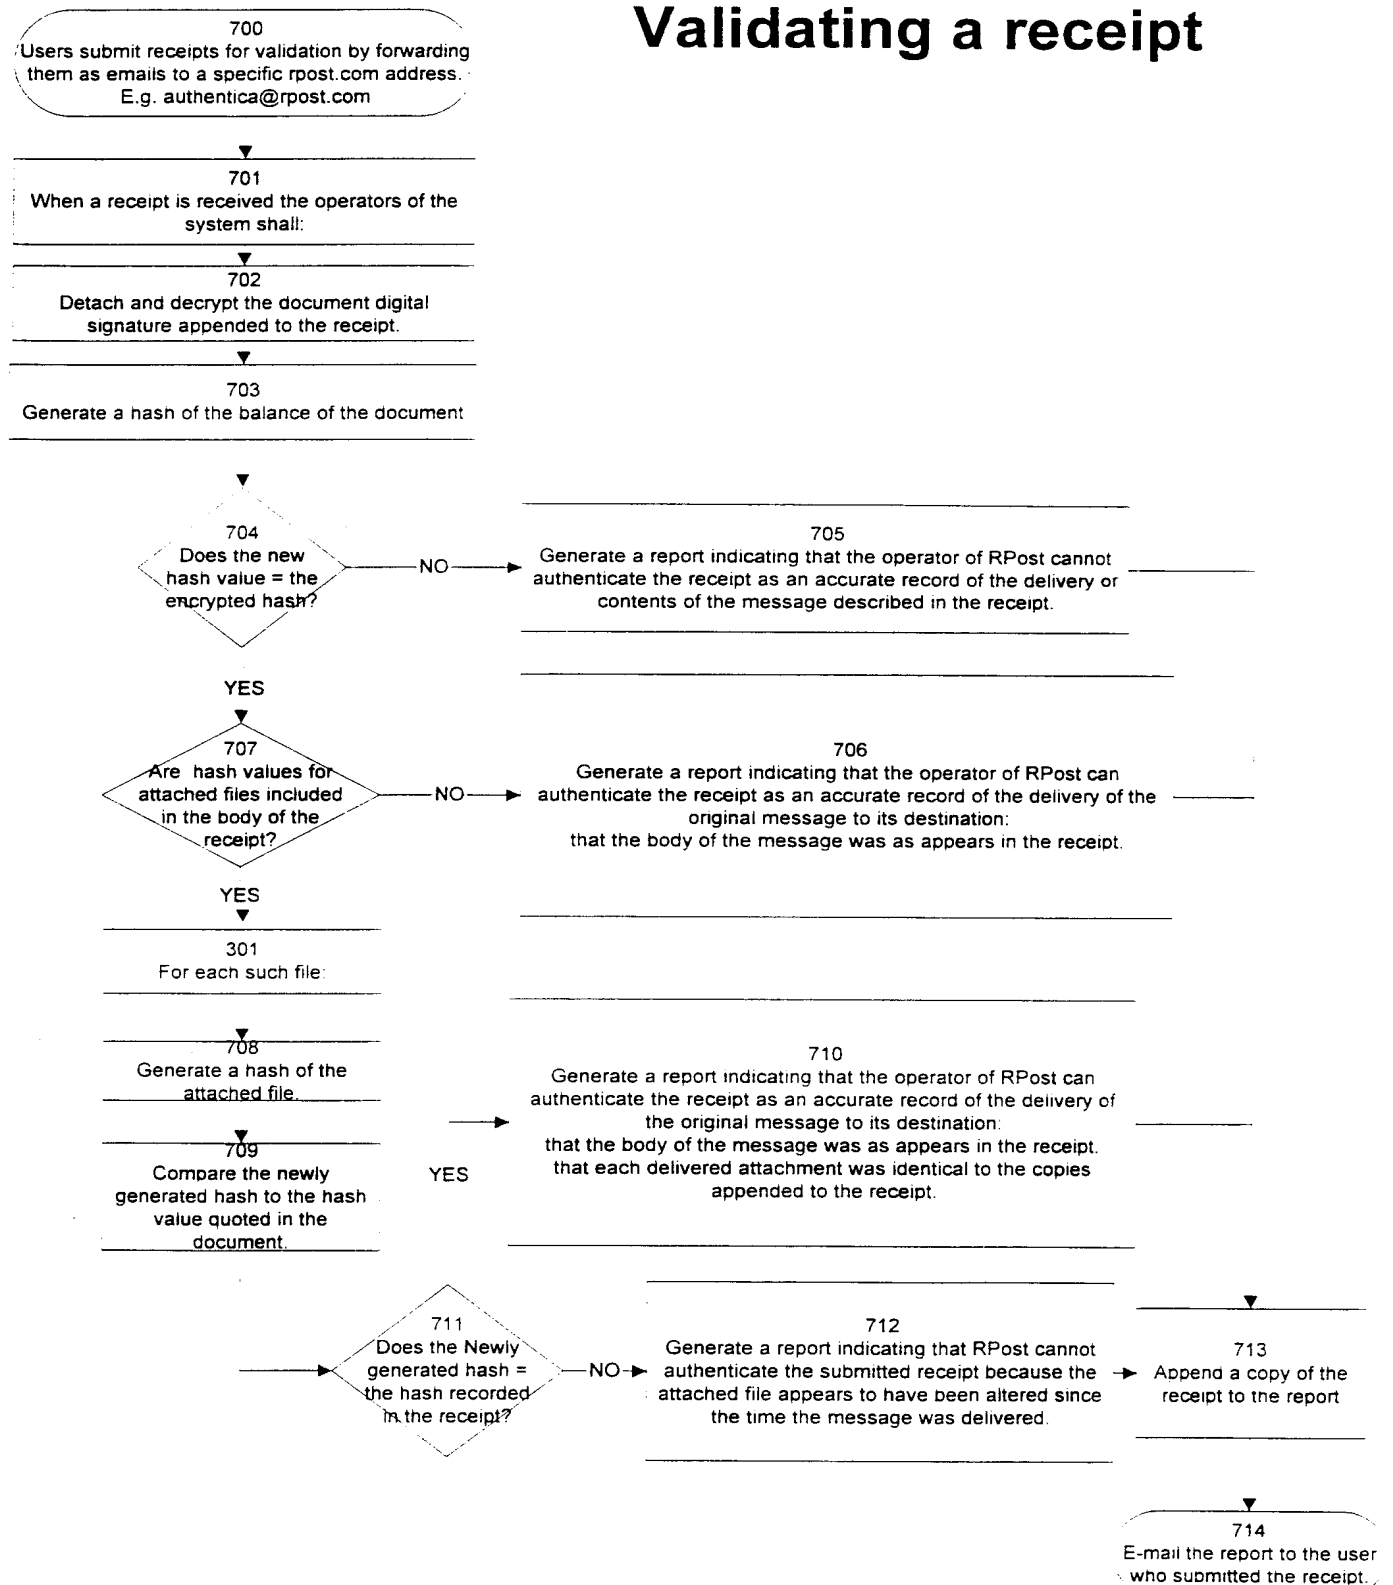 Validating a receipt
700
Users submit receipts for validation by forwarding
them as emails to a specific rpost.com address.
E.g. authentica@rpost.com
701
When a receipt is received the operators of the
system shall:
702
Detach and decrypt the document digital
signature appended to the receipt.
703
Generate a hash of the balance of the document
704
Does the new
hash value = the
encrypted hash?
NO
705
Generate a report indicating that the operator of RPost cannot
authenticate the receipt as an accurate record of the delivery or
contents of the message described in the receipt.
YES
707
Are hash values for
attached files included
in the body of the
receipt?
NO
706
Generate a report indicating that the operator of RPost can
authenticate the receipt as an accurate record of the delivery of the
original message to its destination:
that the body of the message was as appears in the receipt.
YES
301
For each such file:
708
Generate a hash of the
attached file.
709
Compare the newly
generated hash to the hash
value quoted in the
document.
YES
710
Generate a report indicating that the operator of RPost can
authenticate the receipt as an accurate record of the delivery of
the original message to its destination:
that the body of the message was as appears in the receipt.
that each delivered attachment was identical to the copies
appended to the receipt.
711
Does the Newly
generated hash =
the hash recorded
in the receipt?
NO
712
Generate a report indicating that RPost cannot
authenticate the submitted receipt because the
attached file appears to have been altered since
the time the message was delivered.
713
Append a copy of the
receipt to the report
714
E-mail the report to the user
who submitted the receipt.